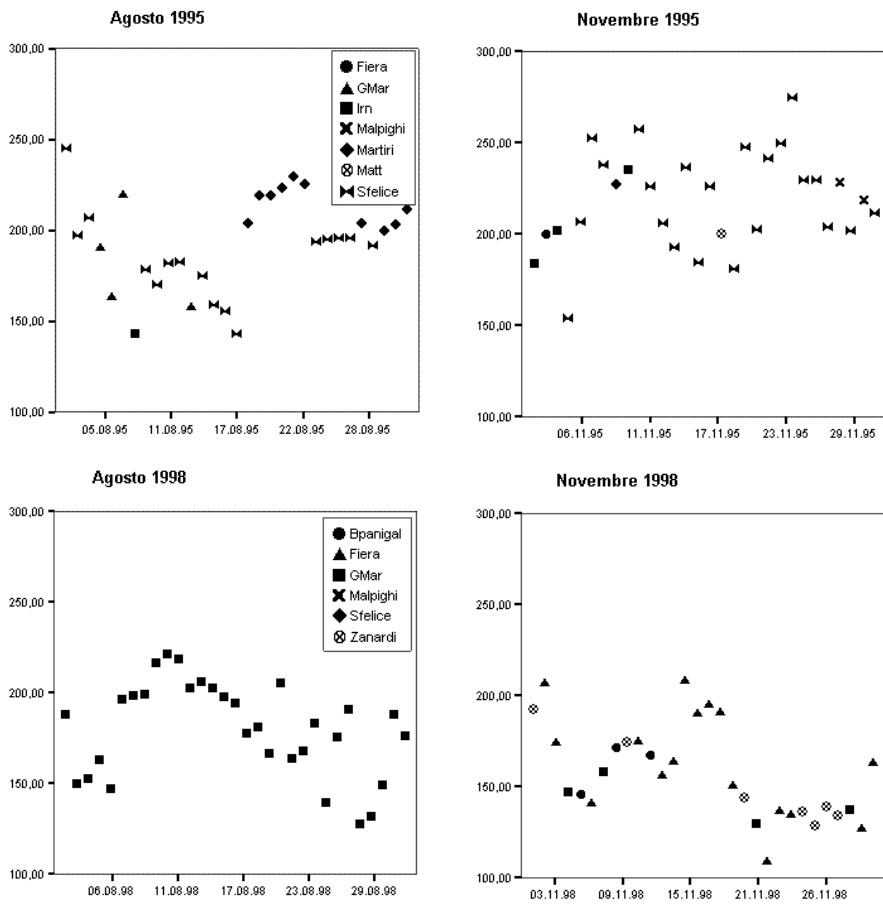 Agosto 1995
300,00
250,00
200,00
150,00
100,00
05.08.95 11.08.95 17.08.95 22.08.95 28.08.95
Fiera
GMar
Irn
Malpighi
Martiri
Matt
Sfelice
Novembre 1995
300,00
250,00
200,00
150,00
100,00
06.11.95 11.11.95 17.11.95 23.11.95 29.11.95
Agosto 1998
300,00
250,00
200,00
150,00
100,00
06.08.98 11.08.98 17.08.98 23.08.98 29.08.98
Bpanigal
Fiera
GMar
Malpighi
Sfelice
Zanardi
Novembre 1998
300,00
250,00
200,00
150,00
100,00
03.11.98 09.11.98 15.11.98 21.11.98 26.11.98